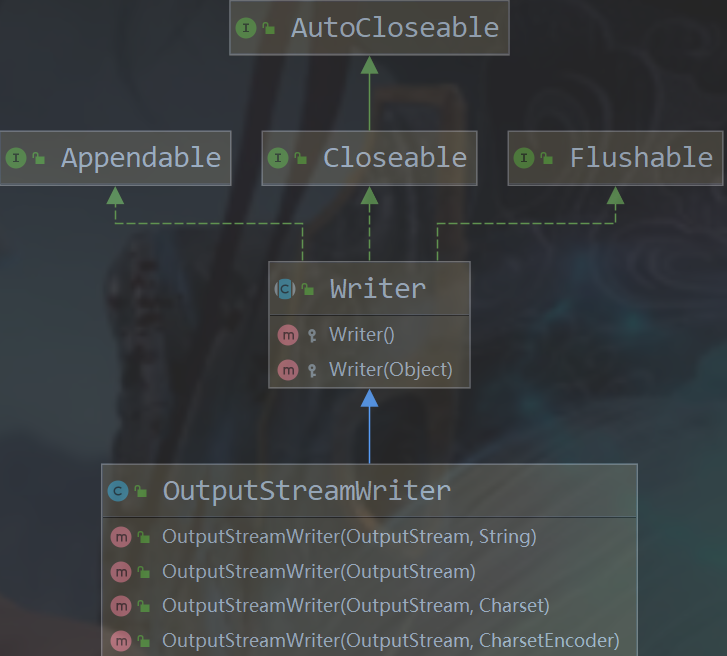 AutoCloseable
Appendable
Closeable
Flushable
Writer
Writer()
Writer(Object)
OutputStreamWriter
OutputStreamWriter(OutputStream, String)
OutputStreamWriter(OutputStream)
OutputStreamWriter(OutputStream, Charset)
OutputStreamWriter(OutputStream, CharsetEncoder)